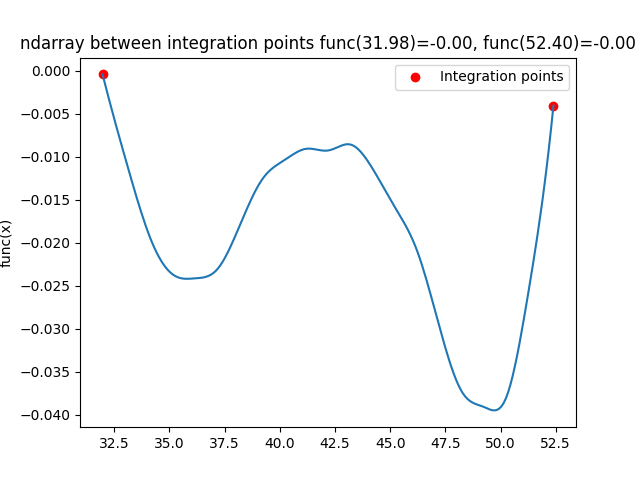 ndarray between integration points func(31.98)=-0.00, func(52.40)=-0.00
Integration points
func(x)
0.000
−0.005
−0.010
−0.015
−0.020
−0.025
−0.030
−0.035
−0.040
32.5 35.0 37.5 40.0 42.5 45.0 47.5 50.0 52.5